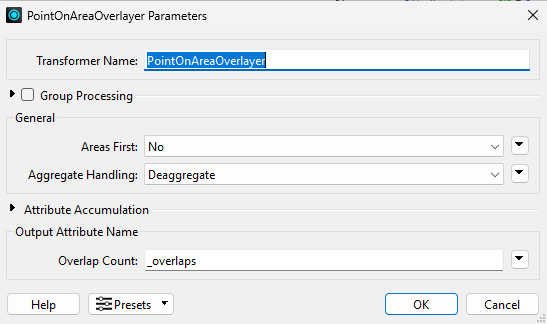 PointOnAreaOverlayer Parameters
Transformer Name: PointOnAreaOverlayer
Group Processing
General
Areas First: No
Aggregate Handling: Deaggregate
Attribute Accumulation
Output Attribute Name
Overlap Count: _overlaps
Help Presets OK Cancel